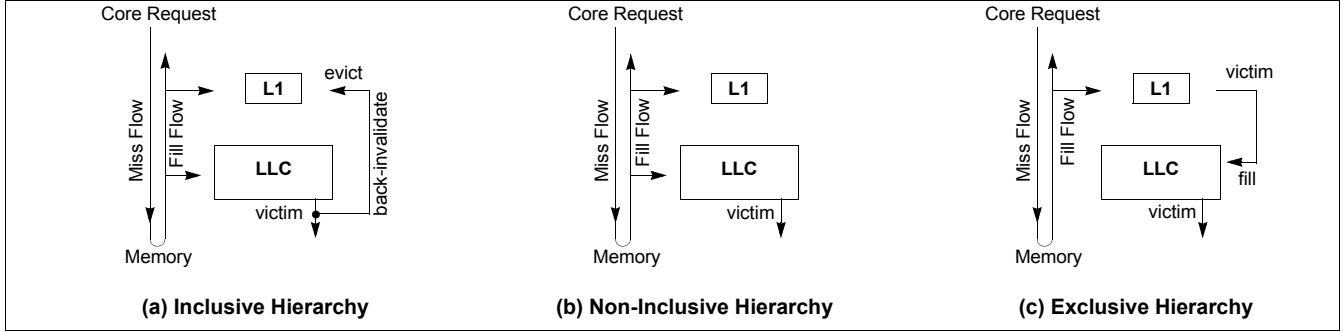 Core Request
evict
L1
Miss Flow
Fill Flow
back-invalidate
LLC
victim
Memory
(a) Inclusive Hierarchy
Core Request
L1
Miss Flow
Fill Flow
LLC
victim
Memory
(b) Non-Inclusive Hierarchy
Core Request
victim
L1
Miss Flow
Fill Flow
LLC
fill
victim
Memory
(c) Exclusive Hierarchy